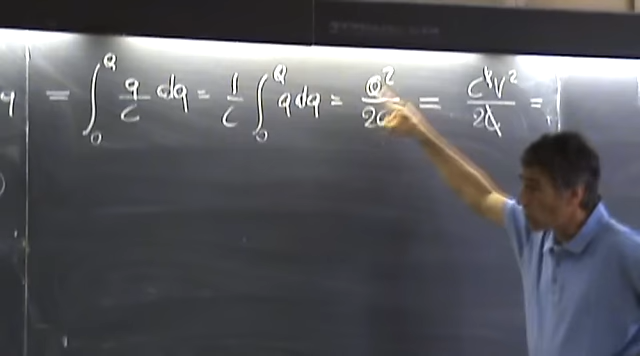 q = ∫₀^Q q/C dq = 1/C ∫₀^Q q dq = Q²/2C = C²V²/2C =